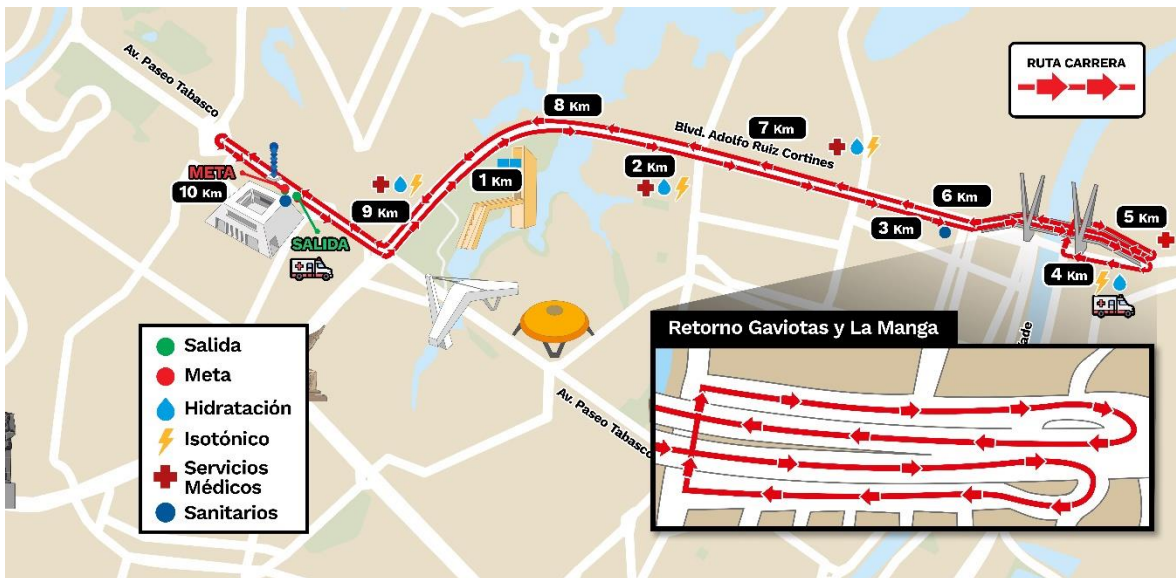 Av. Paseo Tabasco
RUTA CARRERA
8 Km
7 Km
Blvd. Adolfo Ruiz Cortines
META
10 Km
1 Km
2 Km
9 Km
SALIDA
6 Km
3 Km
5 Km
4 Km
Salida
Meta
Hidratación
Isotónico
Servicios
Médicos
Sanitarios
Av. Paseo Tabasco
Retorno Gaviotas y La Manga